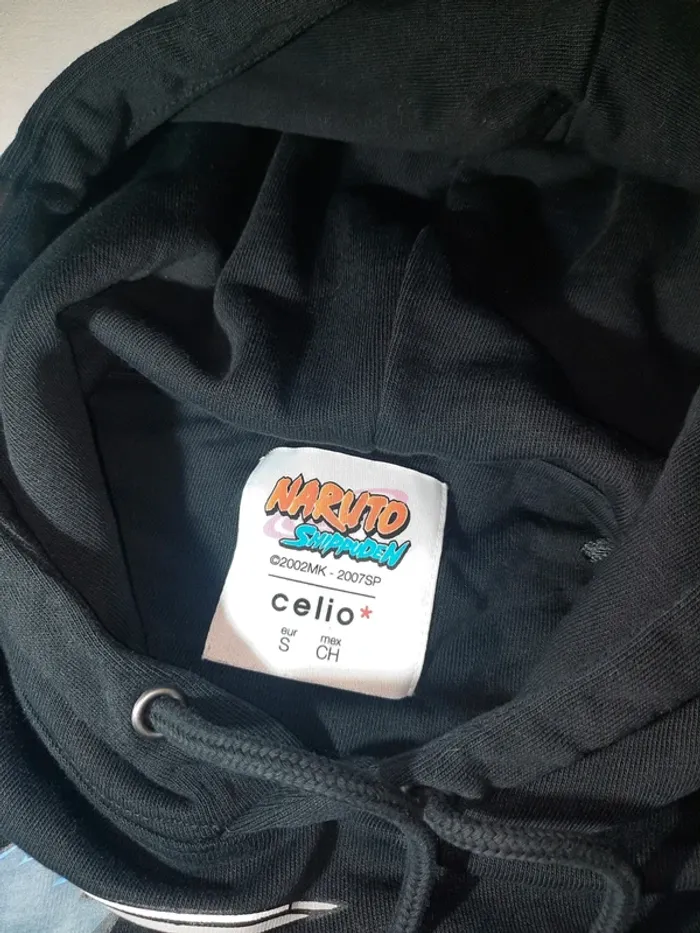 NARUTO
SHIPPUDEN
©2002MK - 2007SP
celio*
eur mex
S CH